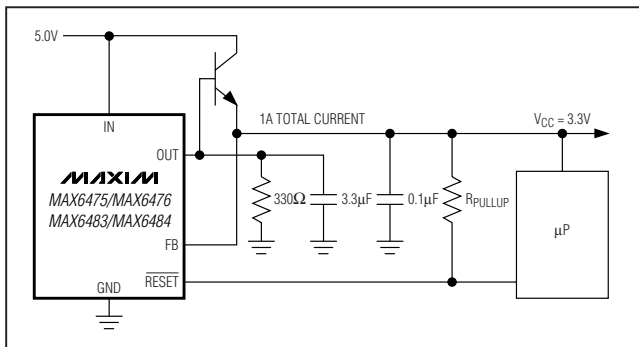 5.0V
1A TOTAL CURRENT
VCC = 3.3V
IN
OUT
MAXIM
MAX6475/MAX6476
MAX6483/MAX6484
330Ω
3.3µF
0.1µF
RPULLUP
µP
FB
GND
RESET